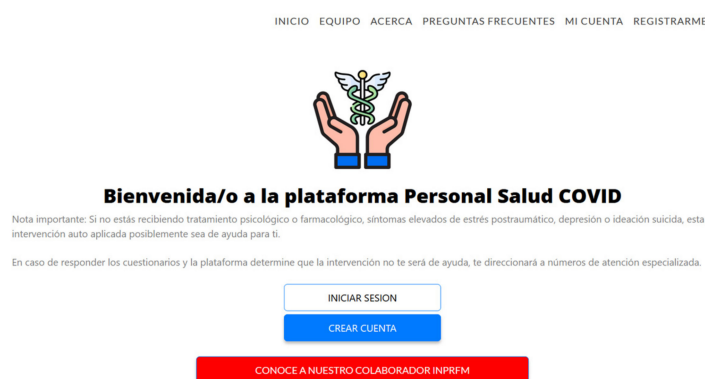 INICIO EQUIPO ACERCA PREGUNTAS FRECUENTES MI CUENTA REGISTRARME
Bienvenida/o a la plataforma Personal Salud COVID
Nota importante: Si no estás recibiendo tratamiento psicológico o farmacológico, síntomas elevados de estrés postraumático, depresión o ideación suicida, esta
intervención auto aplicada posiblemente sea de ayuda para ti.
En caso de responder los cuestionarios y la plataforma determine que la intervención no te será de ayuda, te direccionará a números de atención especializada.
INICIAR SESION
CREAR CUENTA
CONOCE A NUESTRO COLABORADOR INPRFM